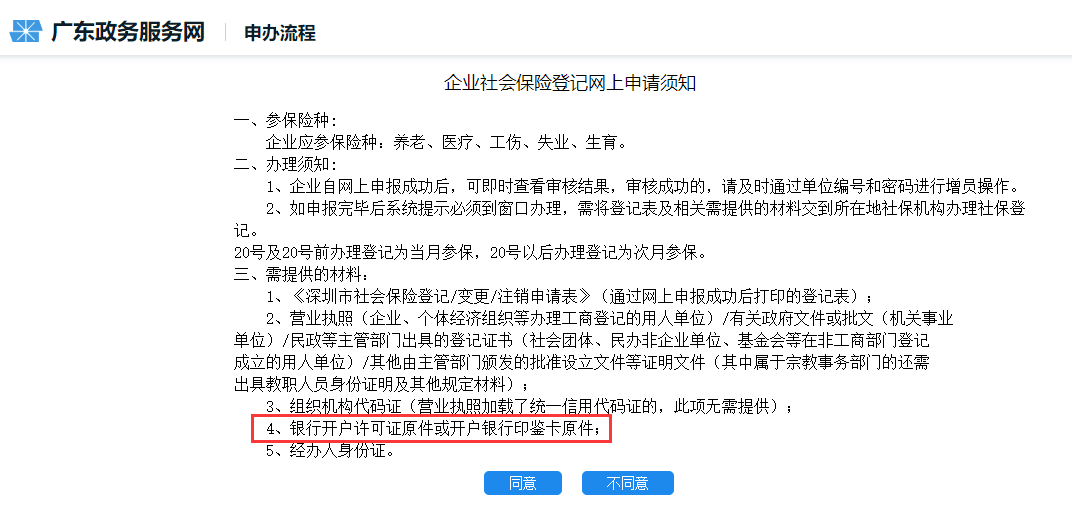 广东政务服务网 申办流程
企业社会保险登记网上申请须知
一、参保险种:
企业应参保险种：养老、医疗、工伤、失业、生育。
二、办理须知:
1、企业自网上申报成功后，可即时查看审核结果，审核成功的，请及时通过单位编号和密码进行增员操作。
2、如申报完毕后系统提示必须到窗口办理，需将登记表及相关需提供的材料交到所在地社保机构办理社保登
记。
20号及20号前办理登记为当月参保，20号以后办理登记为次月参保。
三、需提供的材料:
1、《深圳市社会保险登记/变更/注销申请表》（通过网上申报成功后打印的登记表）；
2、营业执照（企业、个体经济组织等办理工商登记的用人单位）/有关政府文件或批文（机关事业
单位）/民政等主管部门出具的登记证书（社会团体、民办非企业单位、基金会等在非工商部门登记
成立的用人单位）/其他由主管部门颁发的批准设立文件等证明文件（其中属于宗教事务部门的还需
出具教职人员身份证明及其他规定材料）；
3、组织机构代码证（营业执照加载了统一信用代码证的，此项无需提供）；
4、银行开户许可证原件或开户银行印鉴卡原件；
5、经办人身份证。
同意 不同意